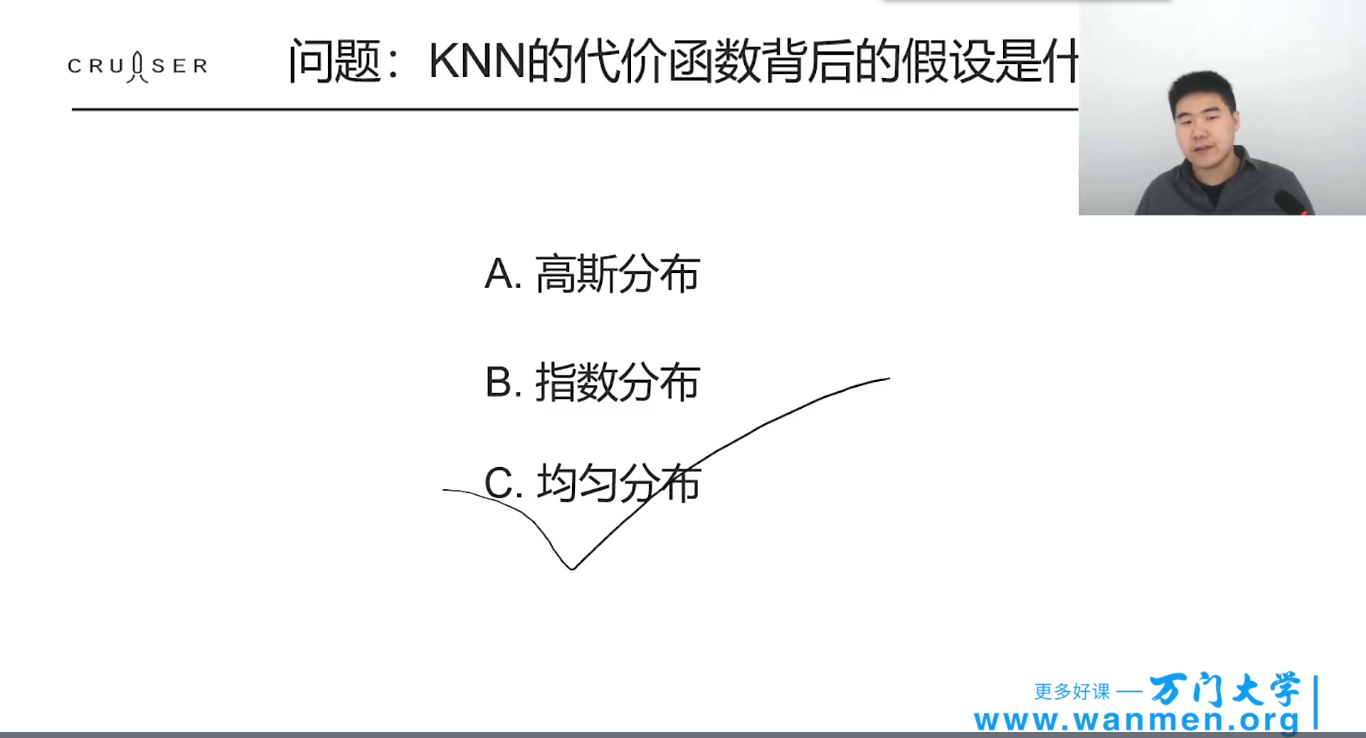 CRUISER
问题：KNN的代价函数背后的假设是什
A. 高斯分布
B. 指数分布
C. 均匀分布
更多好课 — 万门大学
www.wanmen.org